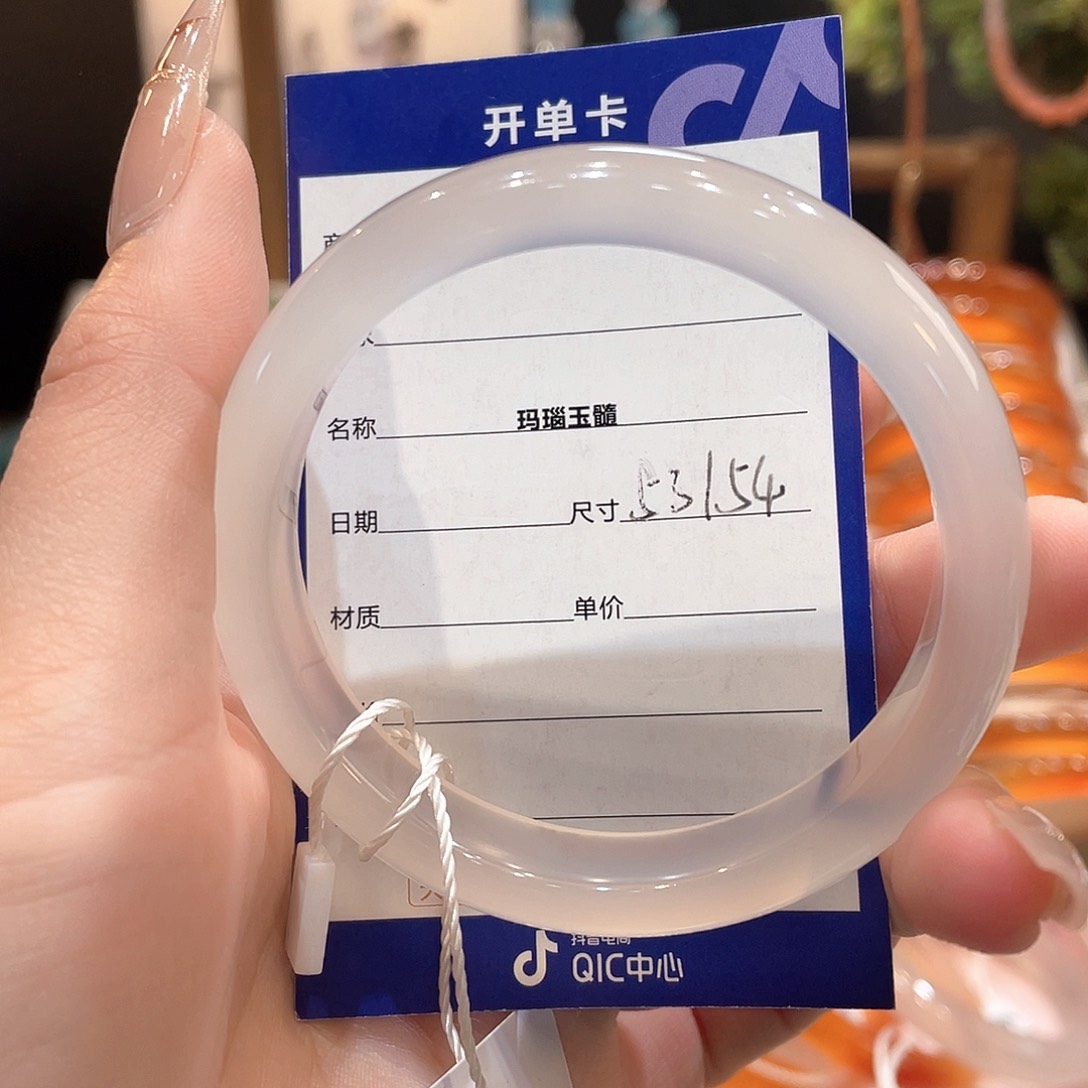 开单卡
名称 玛瑙玉髓
日期 尺寸 53/54
材质 单价
抖音电商
QIC中心